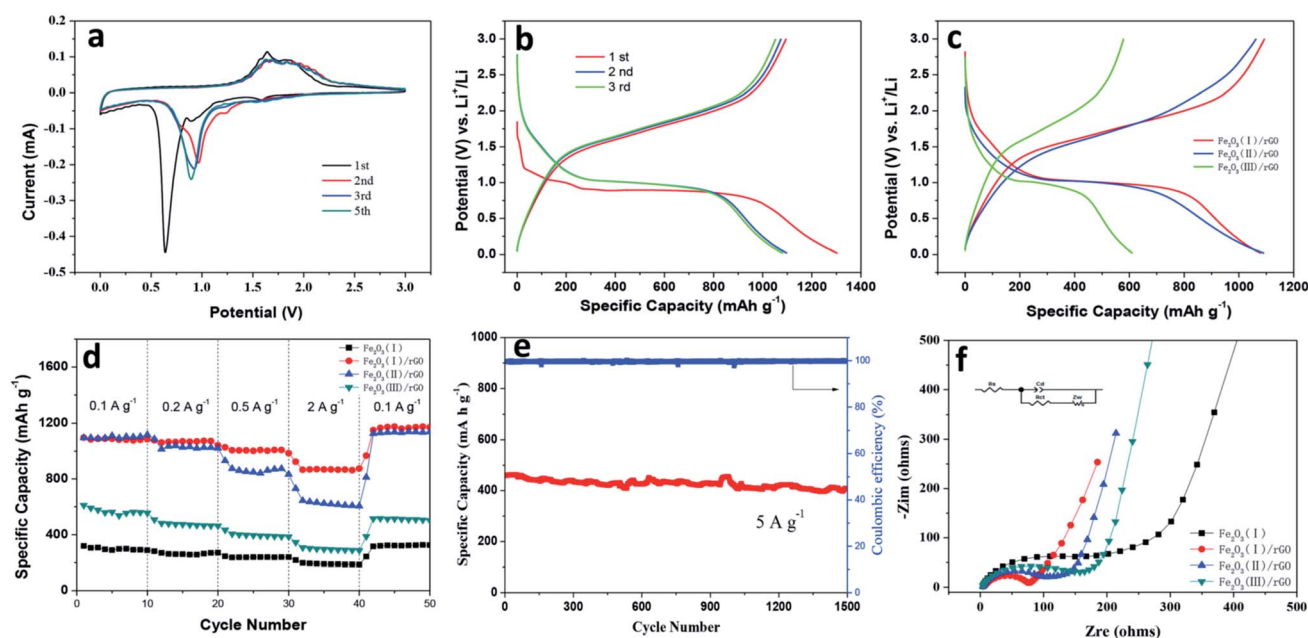 a
0.2
0.1
0.0
-0.1
-0.2
-0.3
-0.4
-0.5
Current (mA)
1st
2nd
3rd
5th
0.0 0.5 1.0 1.5 2.0 2.5 3.0
Potential (V)
b
3.0
2.5
2.0
1.5
1.0
0.5
0.0
Potential (V) vs. Li⁺/Li
1 st
2 nd
3 rd
0 200 400 600 800 1000 1200 1400
Specific Capacity (mAh g⁻¹)
c
3.0
2.5
2.0
1.5
1.0
0.5
0.0
Potential (V) vs. Li⁺/Li
Fe₂O₃(I)/rGO
Fe₂O₃(II)/rGO
Fe₂O₃(III)/rGO
0 200 400 600 800 1000 1200
Specific Capacity (mAh g⁻¹)
d
1600
1200
800
400
0
Specific Capacity (mAh g⁻¹)
Fe₂O₃(I)
Fe₂O₃(I)/rGO
Fe₂O₃(II)/rGO
Fe₂O₃(III)/rGO
0.1 A g⁻¹ 0.2 A g⁻¹ 0.5 A g⁻¹ 2 A g⁻¹ 0.1 A g⁻¹
0 10 20 30 40 50
Cycle Number
e
1000
900
800
700
600
500
400
300
200
100
0
Specific Capacity (mA h g⁻¹)
5 A g⁻¹
100
80
60
40
20
0
Coulombic efficiency (%)
0 300 600 900 1200 1500
Cycle Number
f
500
400
300
200
100
0
-Zim (ohms)
Rs
Cd
Rct
Zw
Fe₂O₃(I)
Fe₂O₃(I)/rGO
Fe₂O₃(II)/rGO
Fe₂O₃(III)/rGO
0 100 200 300 400 500
Zre (ohms)